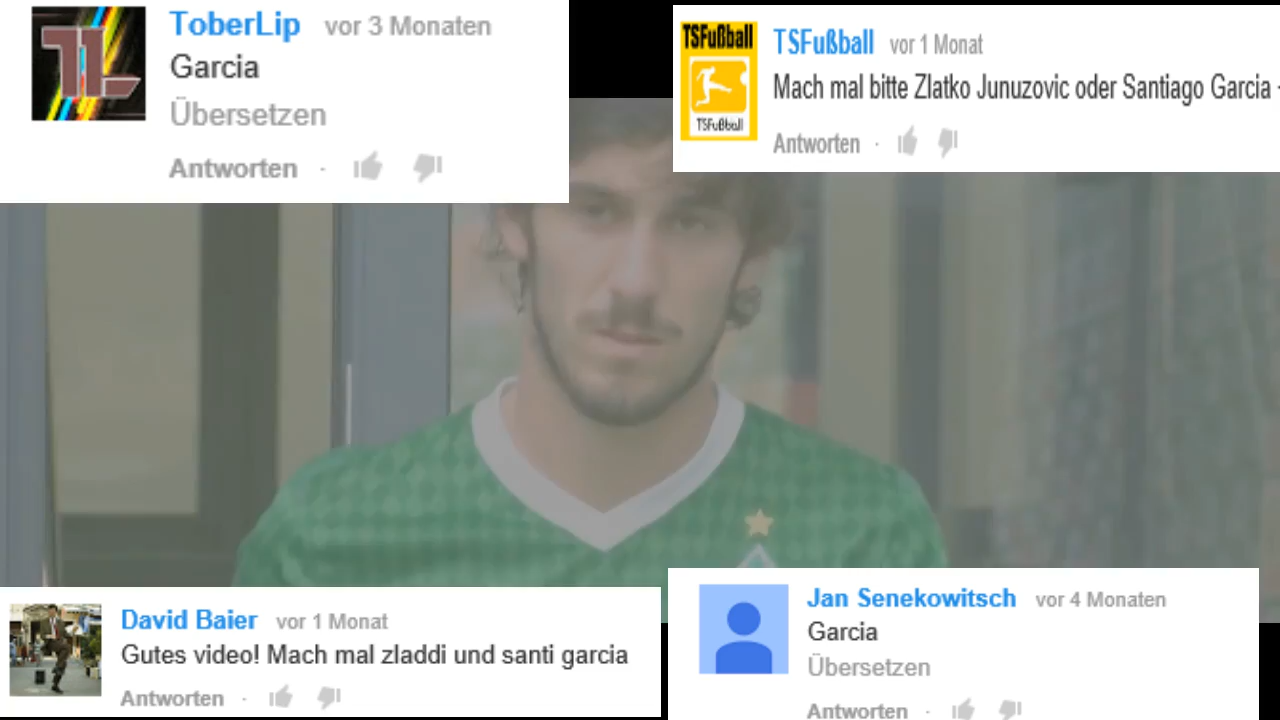 ToberLip vor 3 Monaten
Garcia
Übersetzen
Antworten ·
TSFußball
TSFußball
TSFußball vor 1 Monat
Mach mal bitte Zlatko Junuzovic oder Santiago Garcia
Antworten ·
David Baier vor 1 Monat
Gutes video! Mach mal zladdi und santi garcia
Antworten ·
Jan Senekowitsch vor 4 Monaten
Garcia
Übersetzen
Antworten ·